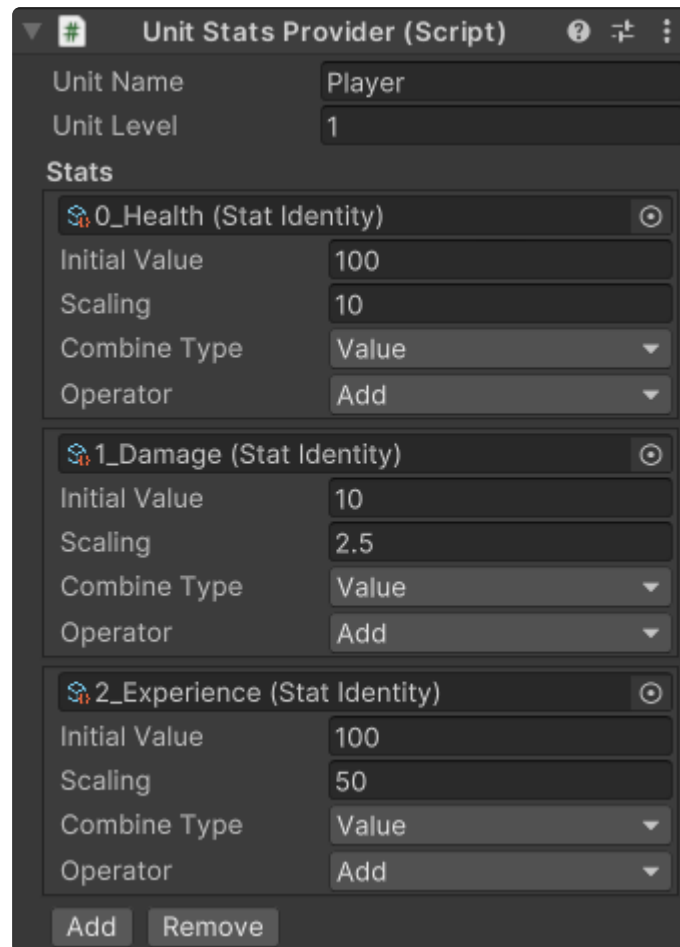 # Unit Stats Provider (Script)
Unit Name Player
Unit Level 1
Stats
0_Health (Stat Identity)
Initial Value 100
Scaling 10
Combine Type Value
Operator Add
1_Damage (Stat Identity)
Initial Value 10
Scaling 2.5
Combine Type Value
Operator Add
2_Experience (Stat Identity)
Initial Value 100
Scaling 50
Combine Type Value
Operator Add
Add Remove